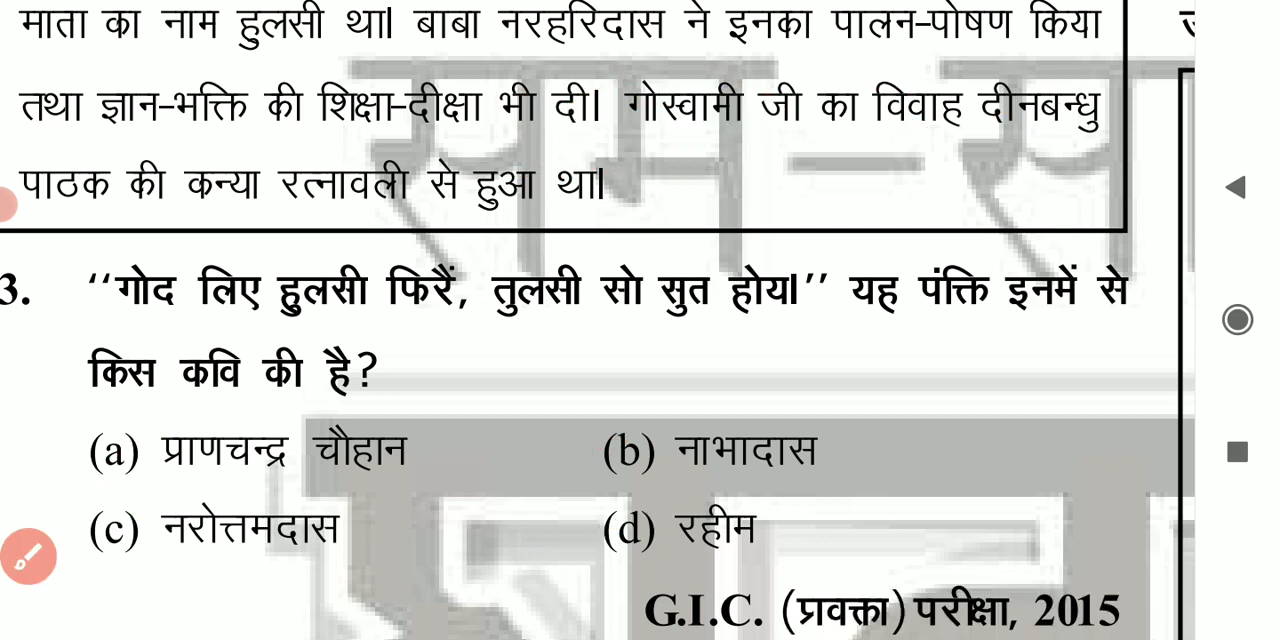 माता का नाम हुलसी था। बाबा नरहरिदास ने इनका पालन-पोषण किया
तथा ज्ञान-भक्ति की शिक्षा-दीक्षा भी दी। गोस्वामी जी का विवाह दीनबन्धु
पाठक की कन्या रत्नावली से हुआ था।
3. ‘‘गोद लिए हुलसी फिरैं, तुलसी सो सुत होय।’’ यह पंक्ति इनमें से
किस कवि की है?
(a) प्राणचन्द्र चौहान (b) नाभादास
(c) नरोत्तमदास (d) रहीम
G.I.C. (प्रवक्ता) परीक्षा, 2015